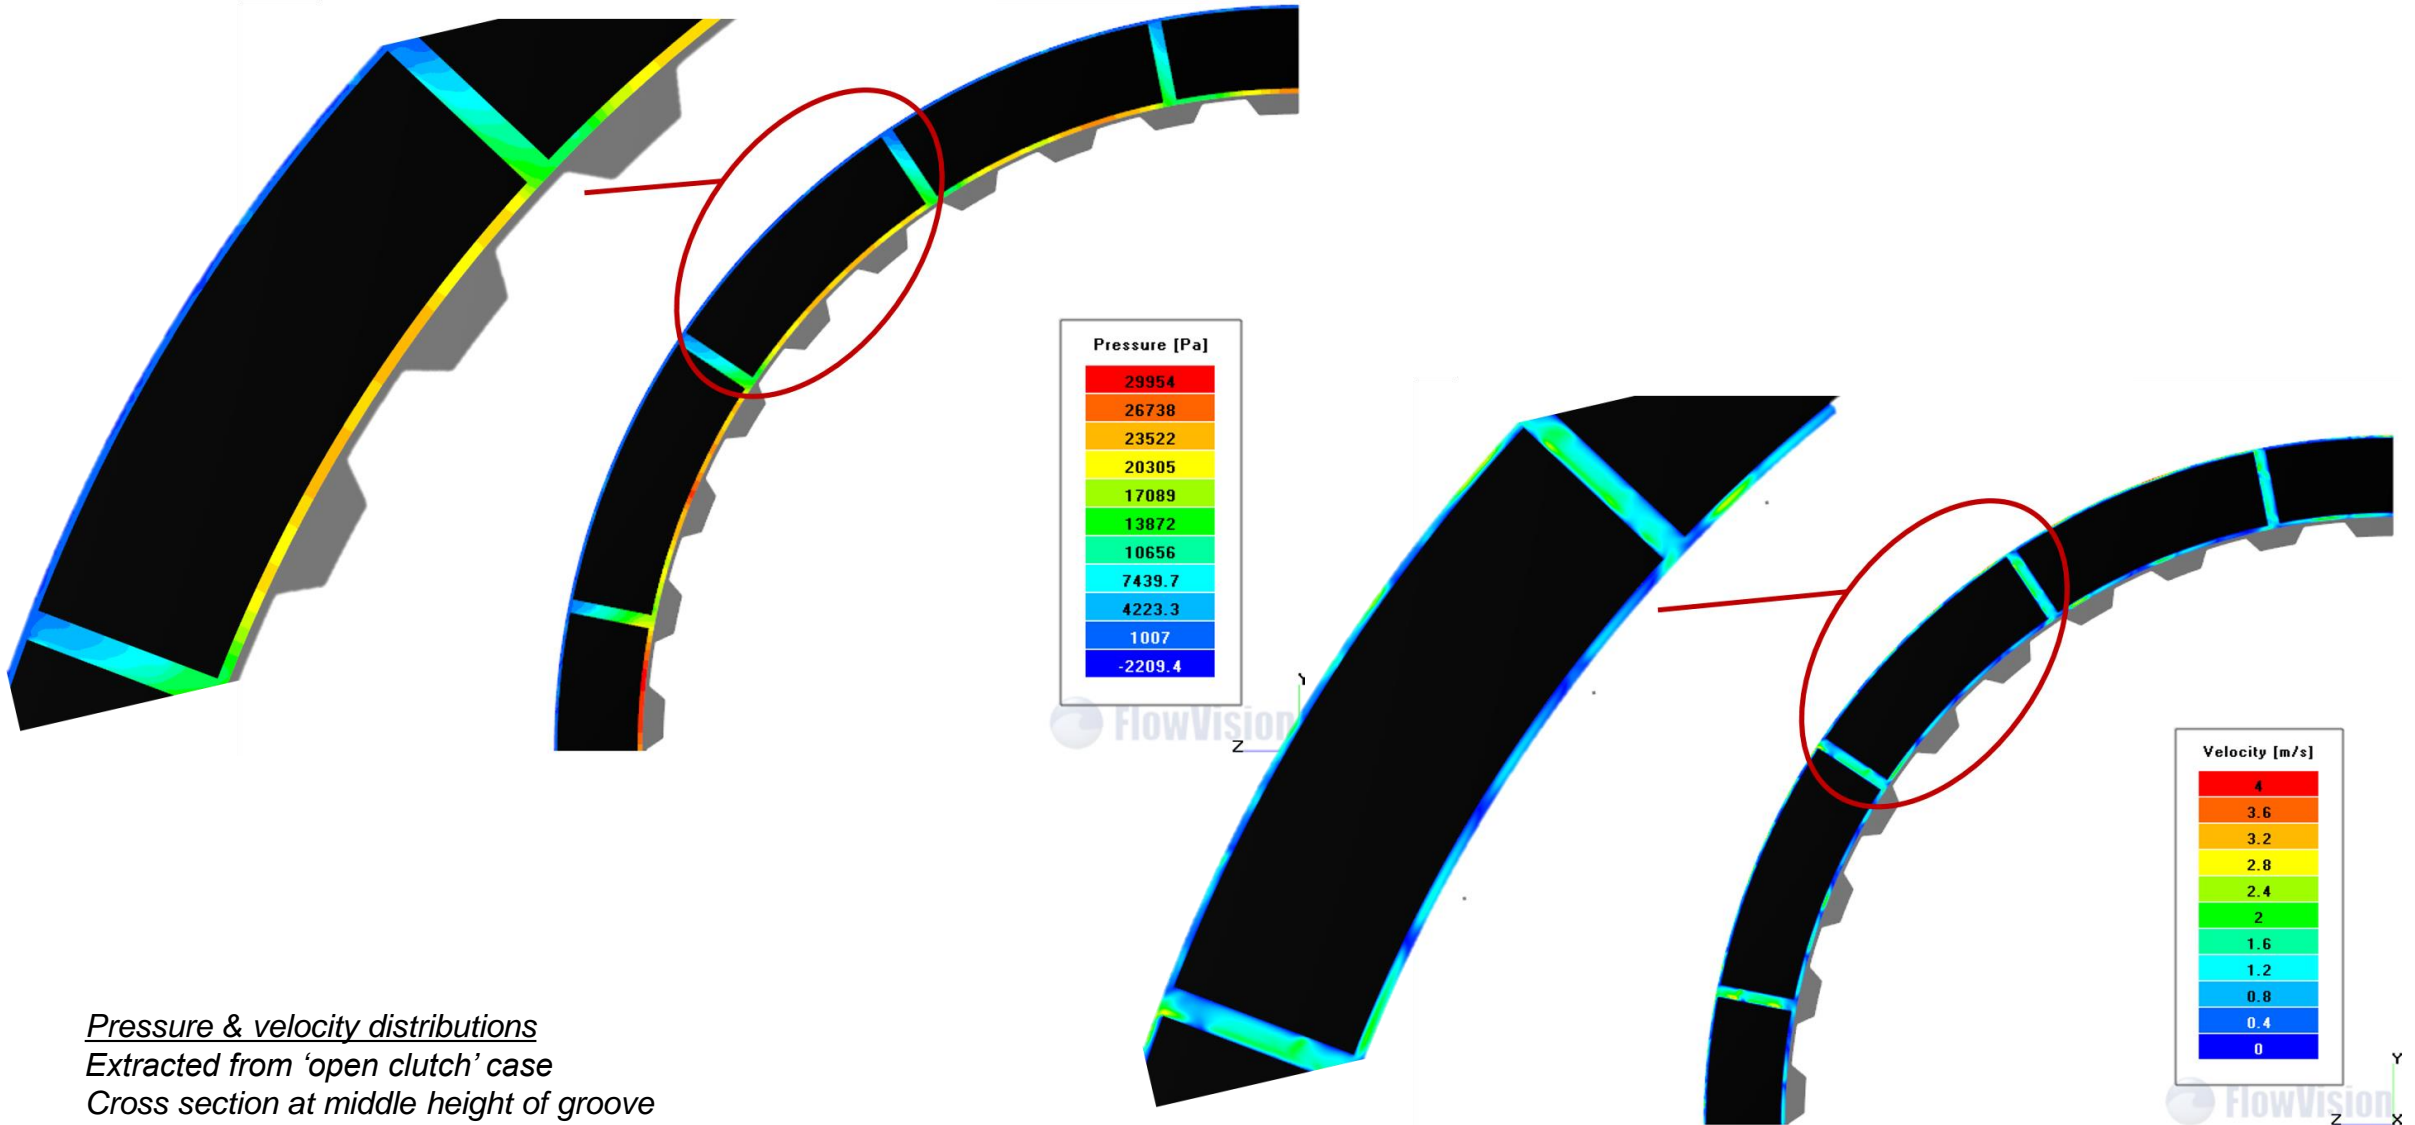 Pressure [Pa]
29954
26738
23522
20305
17089
13872
10656
7439.7
4223.3
1007
-2209.4
FlowVision
Y
Z
Velocity [m/s]
4
3.6
3.2
2.8
2.4
2
1.6
1.2
0.8
0.4
0
FlowVision
Y
Z
X
Pressure & velocity distributions
Extracted from ‘open clutch’ case
Cross section at middle height of groove